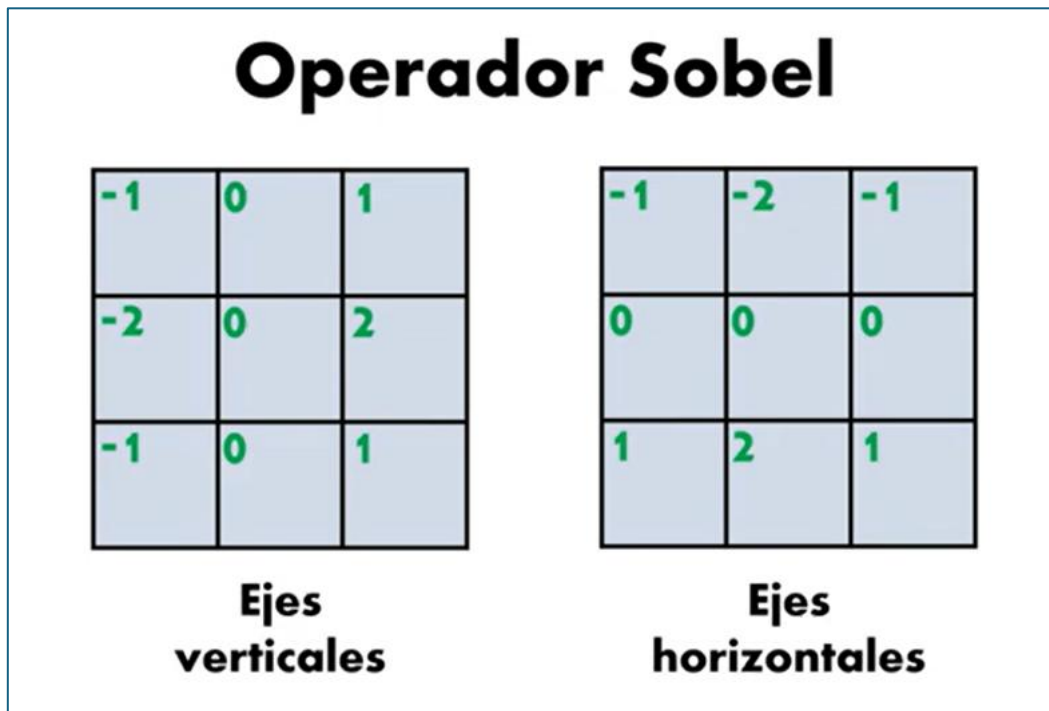 Operador Sobel
-1 0 1
-2 0 2
-1 0 1
Ejes
verticales
-1 -2 -1
0 0 0
1 2 1
Ejes
horizontales